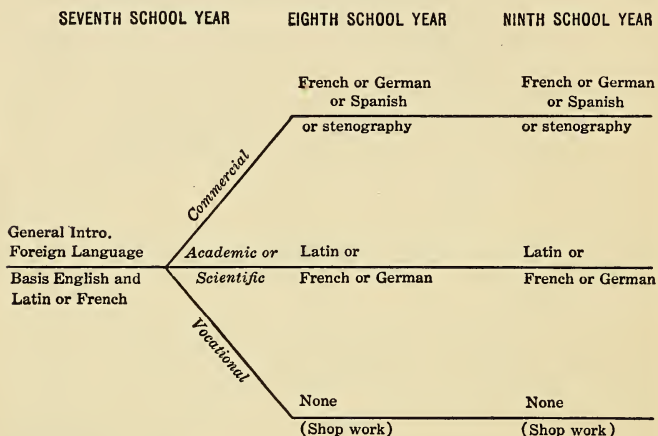 SEVENTH SCHOOL YEAR
EIGHTH SCHOOL YEAR
NINTH SCHOOL YEAR
French or German
or Spanish
or stenography
French or German
or Spanish
or stenography
Commercial
General Intro.
Foreign Language
Basis English and
Latin or French
Academic or
Scientific
Latin or
French or German
Latin or
French or German
Vocational
None
(Shop work)
None
(Shop work)